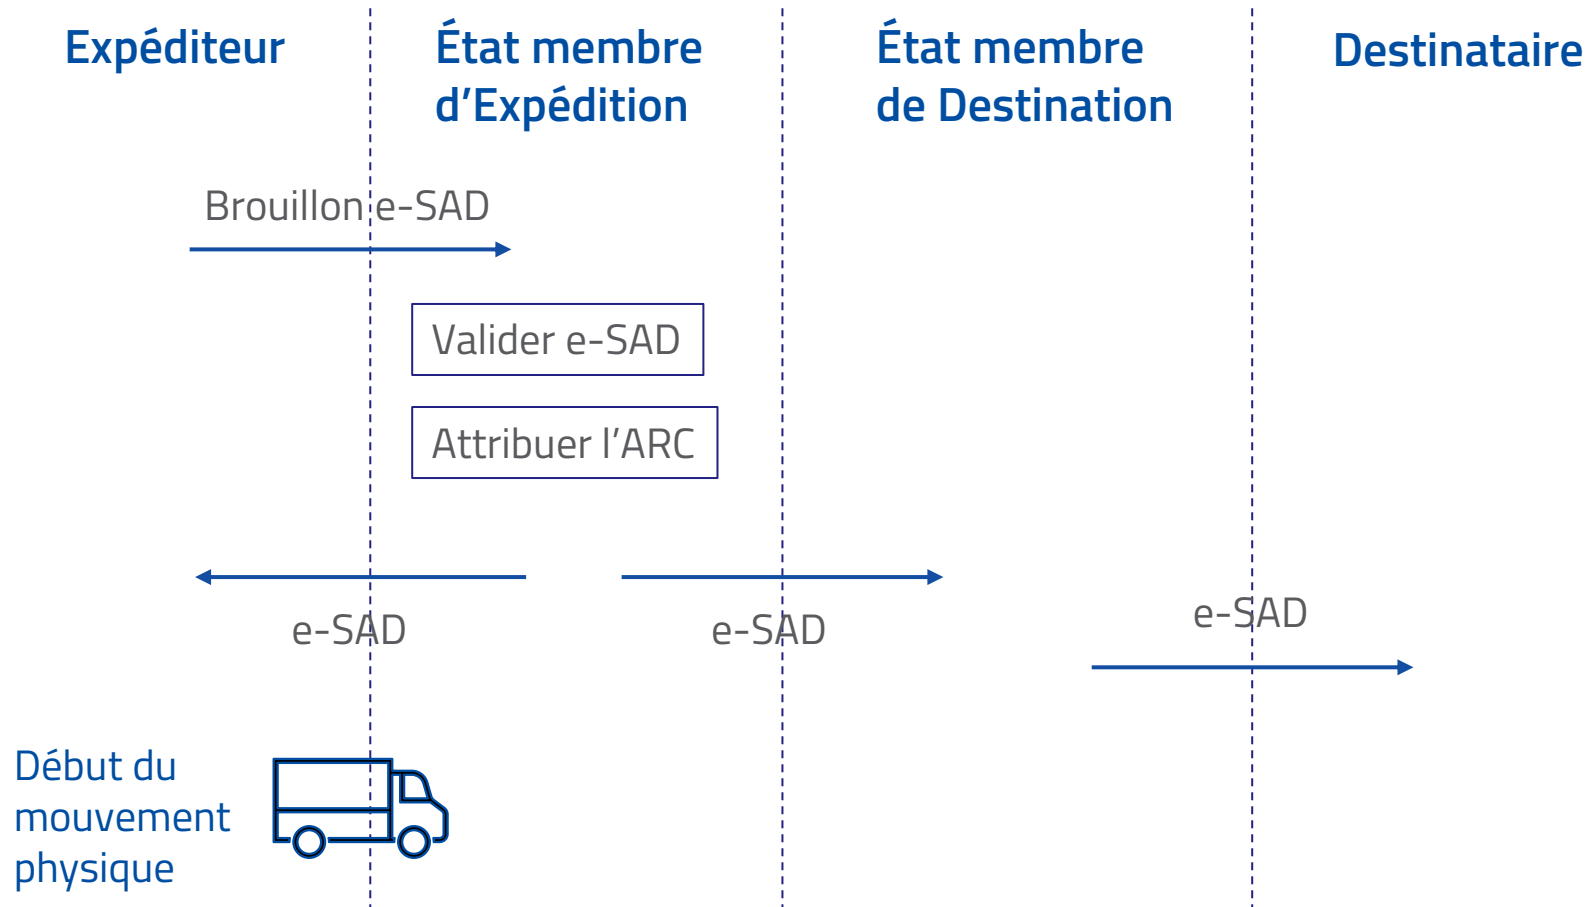 Expéditeur
État membre
d’Expédition
État membre
de Destination
Destinataire
Brouillon e-SAD
Valider e-SAD
Attribuer l’ARC
e-SAD
e-SAD
e-SAD
Début du
mouvement
physique